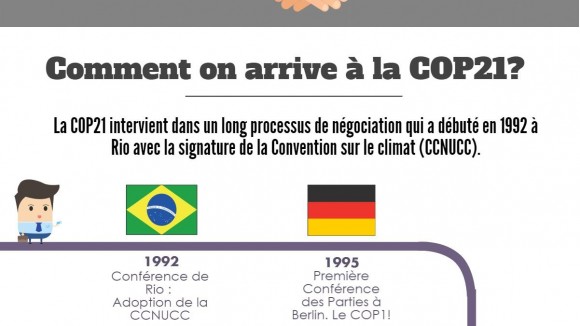 Comment on arrive à la COP21?
La COP21 intervient dans un long processus de négociation qui a débuté en 1992 à
Rio avec la signature de la Convention sur le climat (CCNUCC).
1992
Conférence de
Rio :
Adoption de la
CCNUCC
1995
Première
Conférence
des Parties à
Berlin. Le COP1!